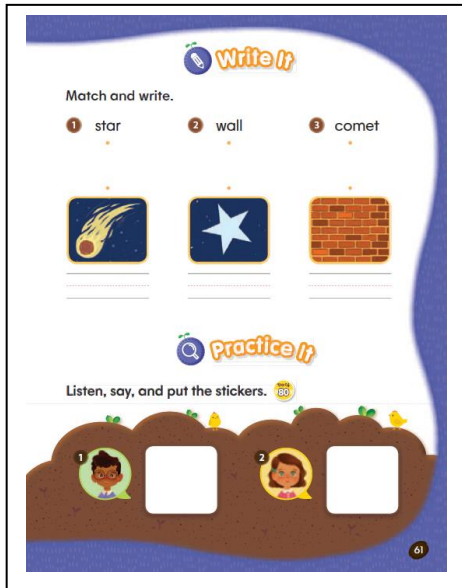 Write It
Match and write.
1 star 2 wall 3 comet
Practice It
Listen, say, and put the stickers. 80
1 2
61